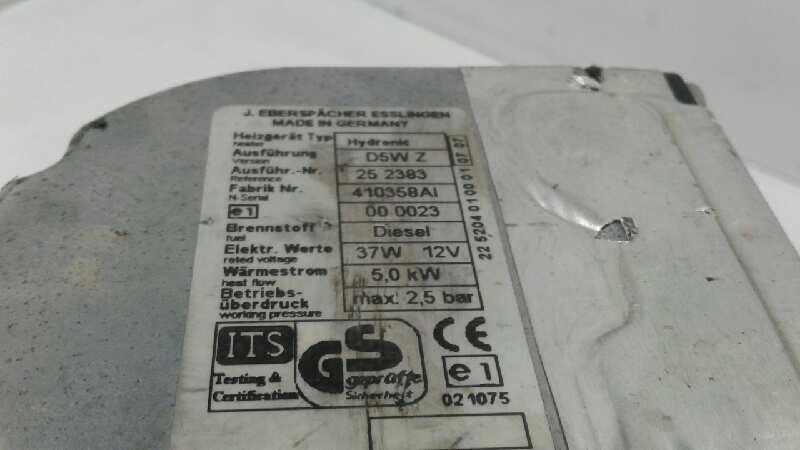 J. EBERSPÄCHER ESSLINGEN
MADE IN GERMANY
Heizgerät Typ Hydronic
heater
Ausführung D5W Z
Version
Ausführ.-Nr. 25 2383
Reference
Fabrik Nr. 410358AI
N-Serial
e1 00 0023
Brennstoff Diesel
fuel
Elektr. Werte 37W 12V
rated voltage
Wärmestrom 5,0 kW
heat flow
Betriebs-
überdruck max: 2,5 bar
working pressure
22 5204 01 00 01 07 07
ITS
Testing &
Certification
GS
geprüfte
Sicherheit
CE
e1
021075